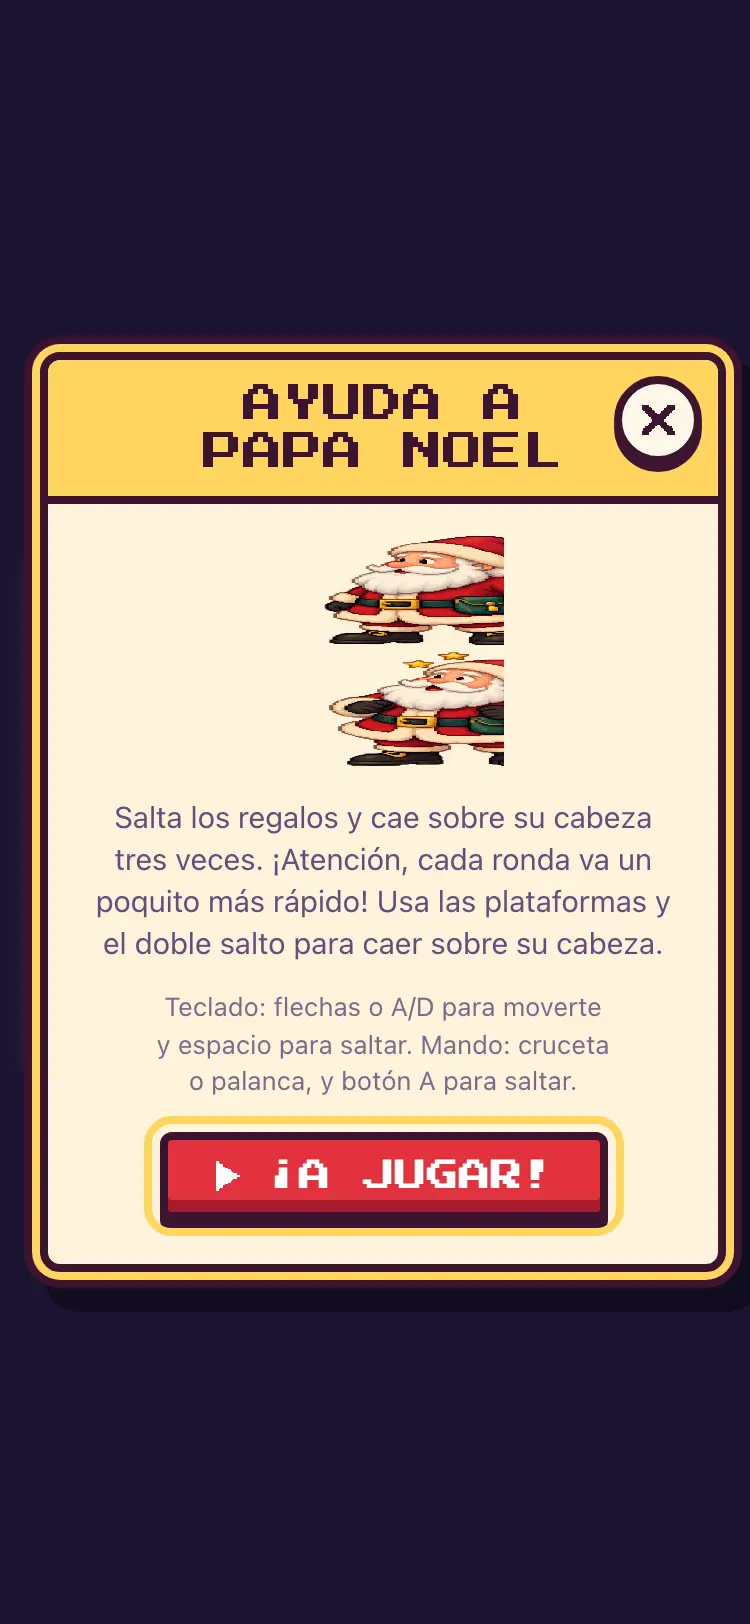 AYUDA A
PAPA NOEL
Salta los regalos y cae sobre su cabeza
tres veces. ¡Atención, cada ronda va un
poquito más rápido! Usa las plataformas y
el doble salto para caer sobre su cabeza.
Teclado: flechas o A/D para moverte
y espacio para saltar. Mando: cruceta
o palanca, y botón A para saltar.
¡A JUGAR!